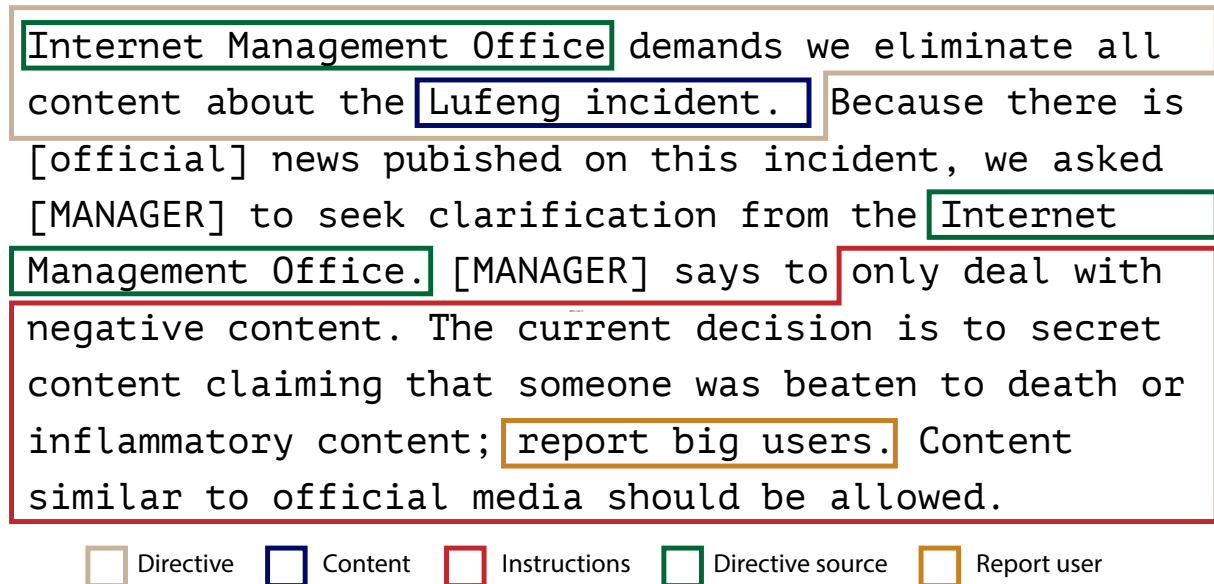 Internet Management Office demands we eliminate all
content about the Lufeng incident. Because there is
[official] news pubished on this incident, we asked
[MANAGER] to seek clarification from the Internet
Management Office. [MANAGER] says to only deal with
negative content. The current decision is to secret
content claiming that someone was beaten to death or
inflammatory content; report big users. Content
similar to official media should be allowed.
Directive Content Instructions Directive source Report user